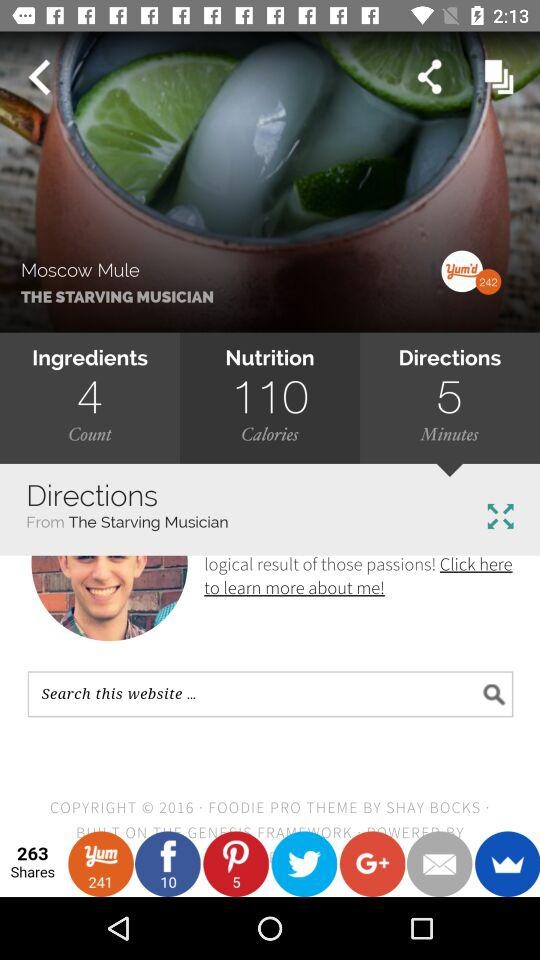 2:13
Moscow Mule
THE STARVING MUSICIAN
Yum'd
242
Ingredients
4
Count
Nutrition
110
Calories
Directions
5
Minutes
Directions
From The Starving Musician
logical result of those passions! Click here
to learn more about me!
Search this website ...
COPYRIGHT © 2016 · FOODIE PRO THEME BY SHAY BOCKS ·
BUILT ON THE GENESIS FRAMEWORK · POWERED BY
263
Shares
Yum
241
10
5
G+